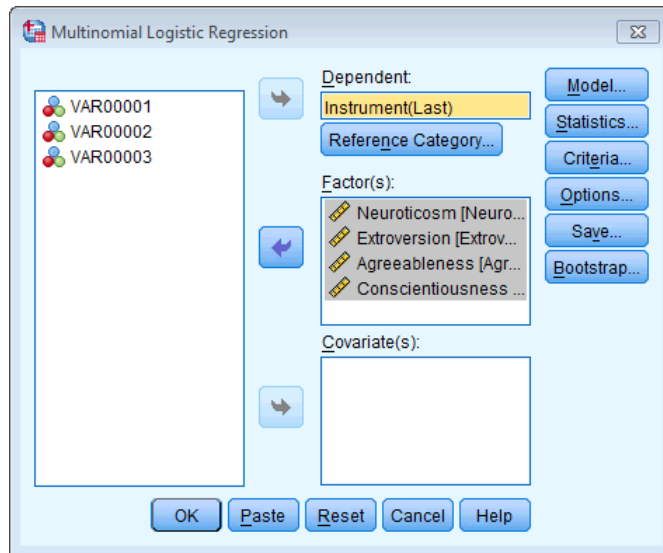 Multinomial Logistic Regression
VAR00001
VAR00002
VAR00003
Dependent:
Instrument(Last)
Reference Category...
Factor(s):
Neuroticosm [Neuro...
Extroversion [Extrov...
Agreeableness [Agr...
Conscientiousness ...
Covariate(s):
Model...
Statistics...
Criteria...
Options...
Save...
Bootstrap...
OK
Paste
Reset
Cancel
Help